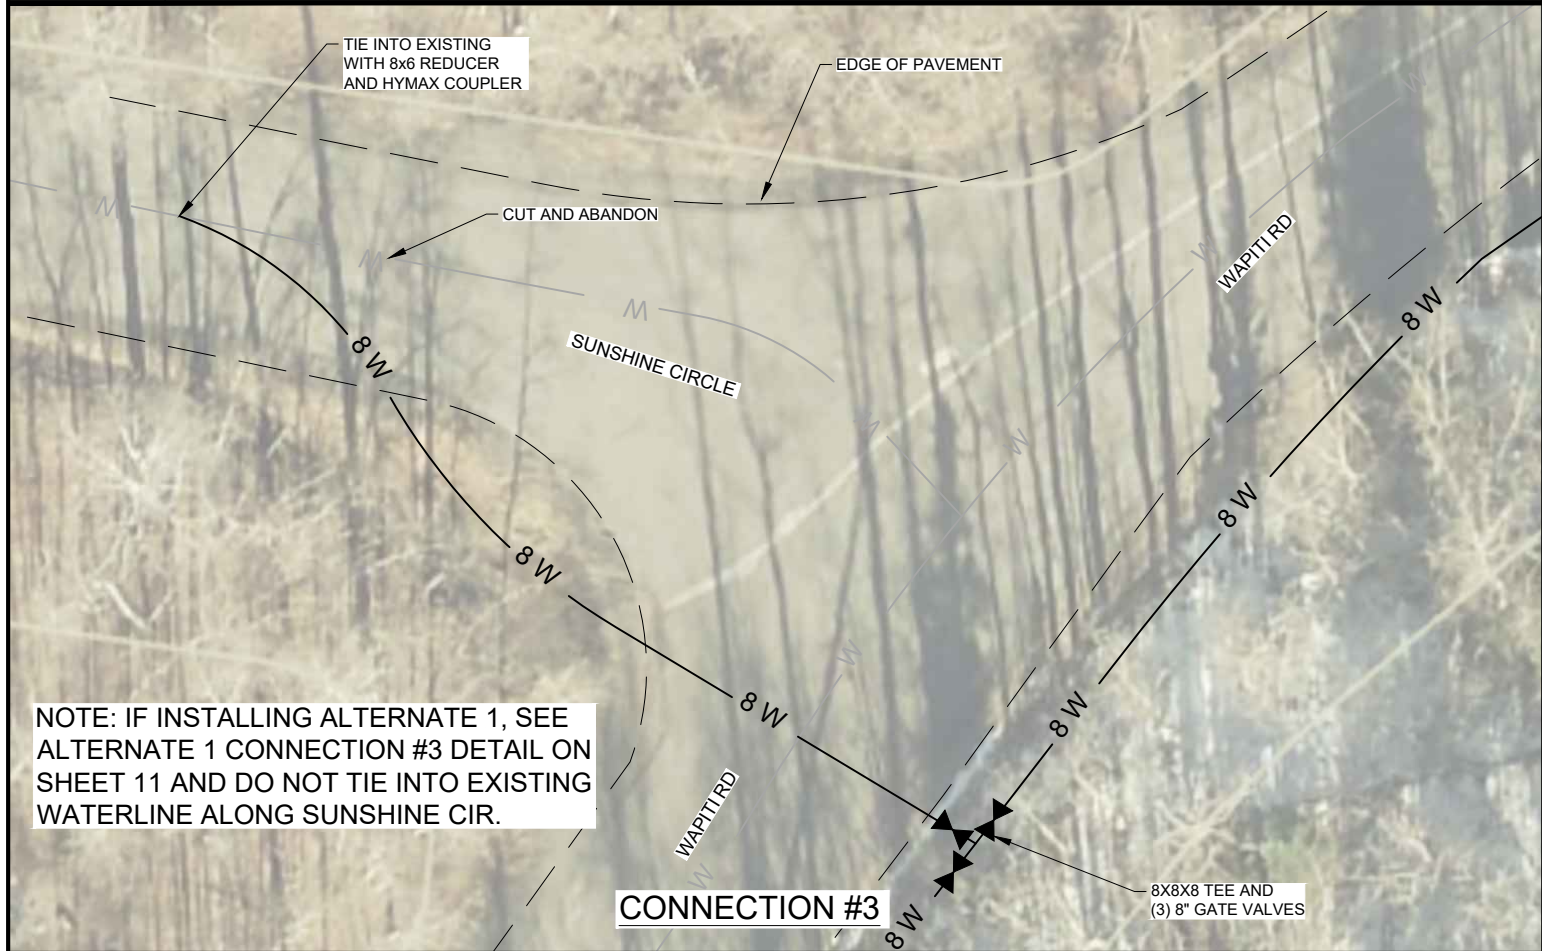 TIE INTO EXISTING
WITH 8x6 REDUCER
AND HYMAX COUPLER
EDGE OF PAVEMENT
CUT AND ABANDON
W
W
W
W
W
W
W
W
W
WAPITI RD
SUNSHINE CIRCLE
8 W
8 W
8 W
8 W
8 W
8 W
8 W
NOTE: IF INSTALLING ALTERNATE 1, SEE
ALTERNATE 1 CONNECTION #3 DETAIL ON
SHEET 11 AND DO NOT TIE INTO EXISTING
WATERLINE ALONG SUNSHINE CIR.
WAPITI RD
CONNECTION #3
8X8X8 TEE AND
(3) 8" GATE VALVES